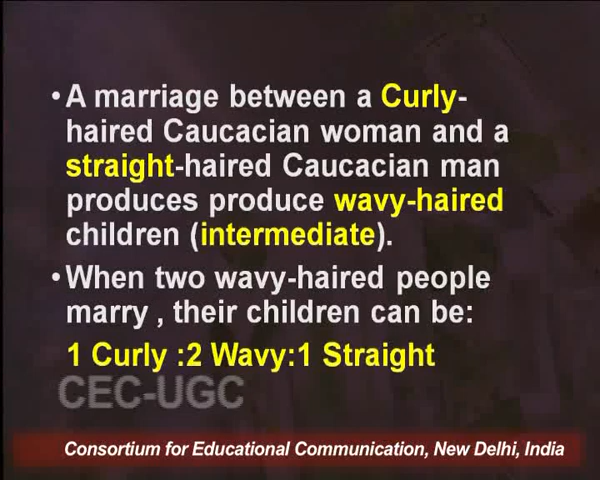 •A marriage between a Curly-
haired Caucacian woman and a
straight-haired Caucacian man
produces produce wavy-haired
children (intermediate).
•When two wavy-haired people
marry , their children can be:
1 Curly :2 Wavy:1 Straight
CEC-UGC
Consortium for Educational Communication, New Delhi, India